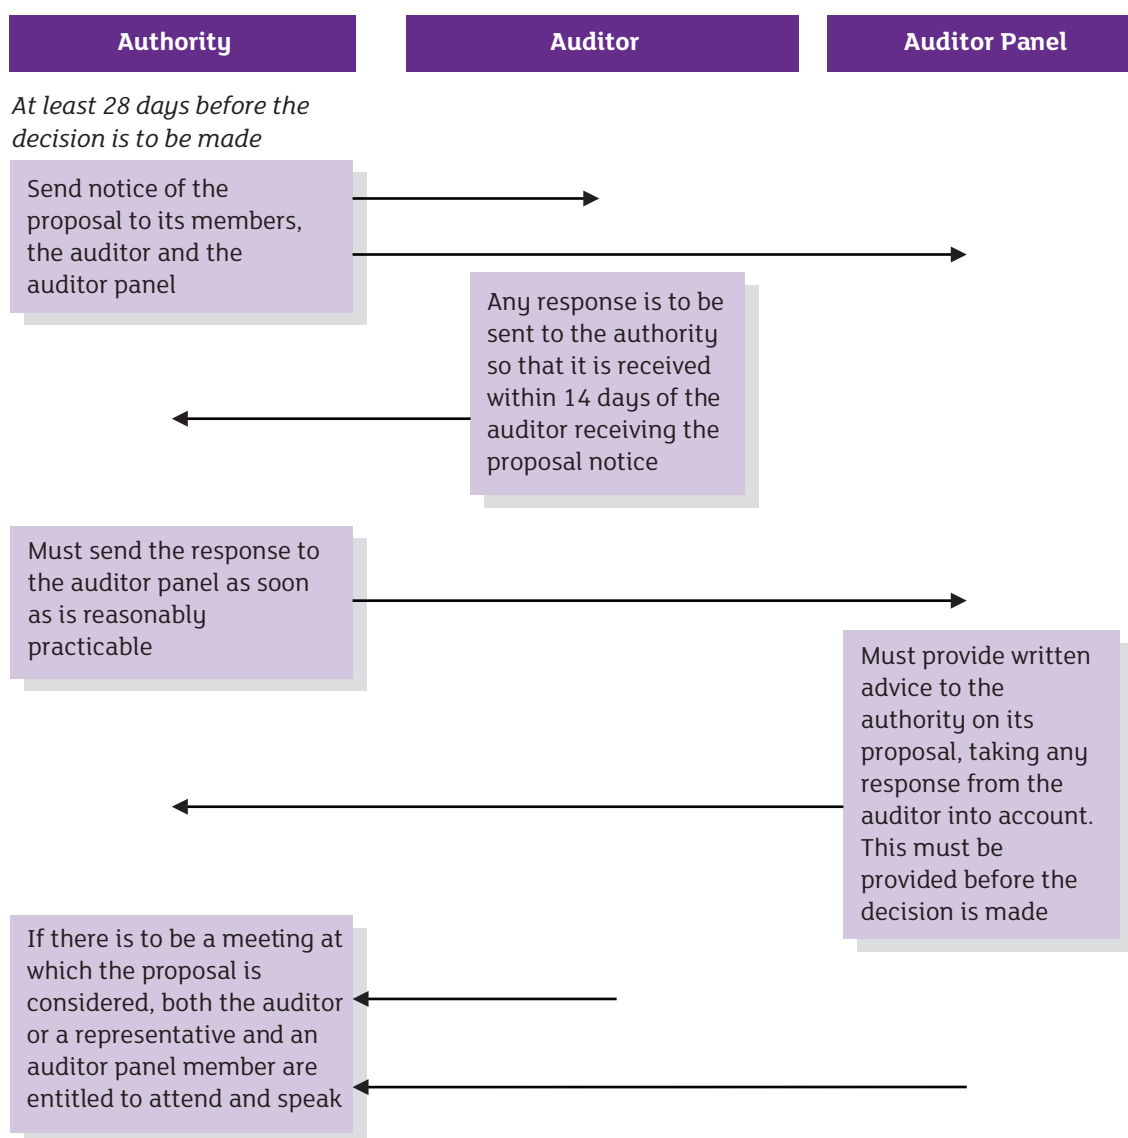 Authority
Auditor
Auditor Panel
At least 28 days before the
decision is to be made
Send notice of the
proposal to its members,
the auditor and the
auditor panel
Any response is to be
sent to the authority
so that it is received
within 14 days of the
auditor receiving the
proposal notice
Must send the response to
the auditor panel as soon
as is reasonably
practicable
Must provide written
advice to the
authority on its
proposal, taking any
response from the
auditor into account.
This must be
provided before the
decision is made
If there is to be a meeting at
which the proposal is
considered, both the auditor
or a representative and an
auditor panel member are
entitled to attend and speak